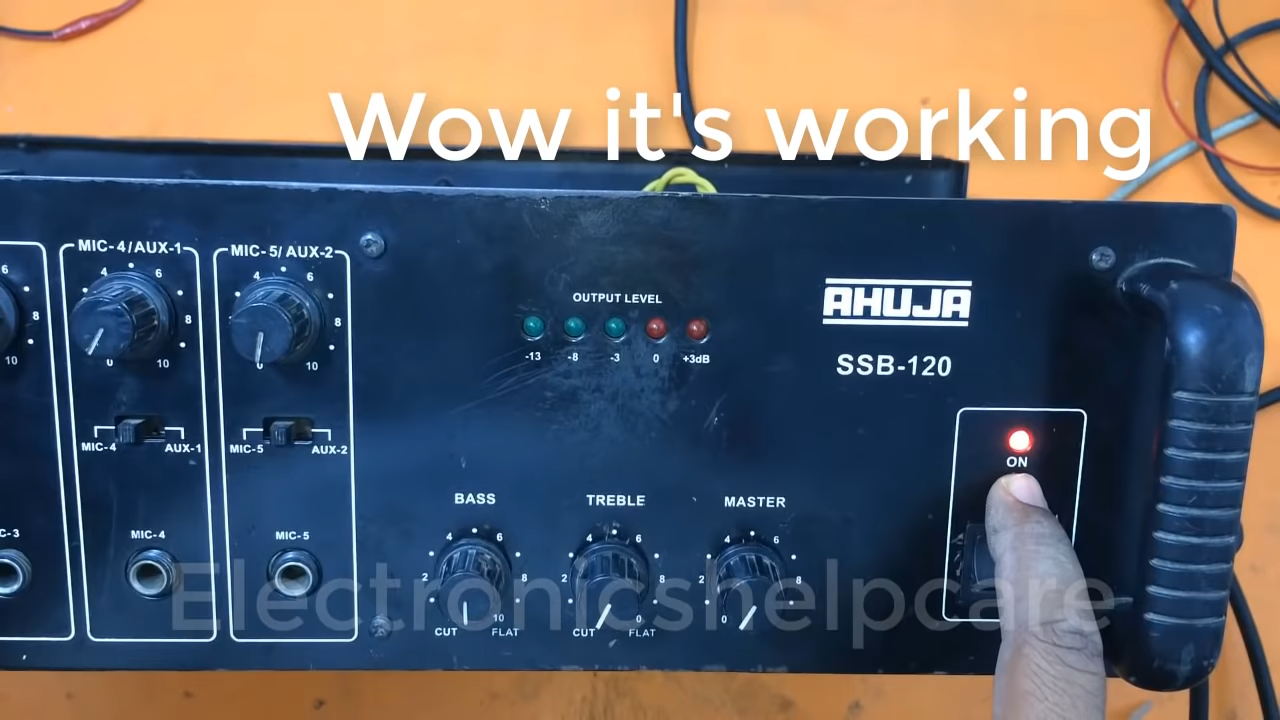 Wow it's working
MIC-4/AUX-1
MIC-5/AUX-2
6
8
10
4 6
8
0 10
4 6
8
0 10
OUTPUT LEVEL
-13 -8 -3 0 +3dB
AHUJA
SSB-120
ON
MIC-4 AUX-1
MIC-5 AUX-2
BASS TREBLE MASTER
4 6
2 8
10
CUT FLAT
4 6
2 8
0
CUT FLAT
4 6
2 8
0
MIC-4
MIC-5
Electronicshelpcare